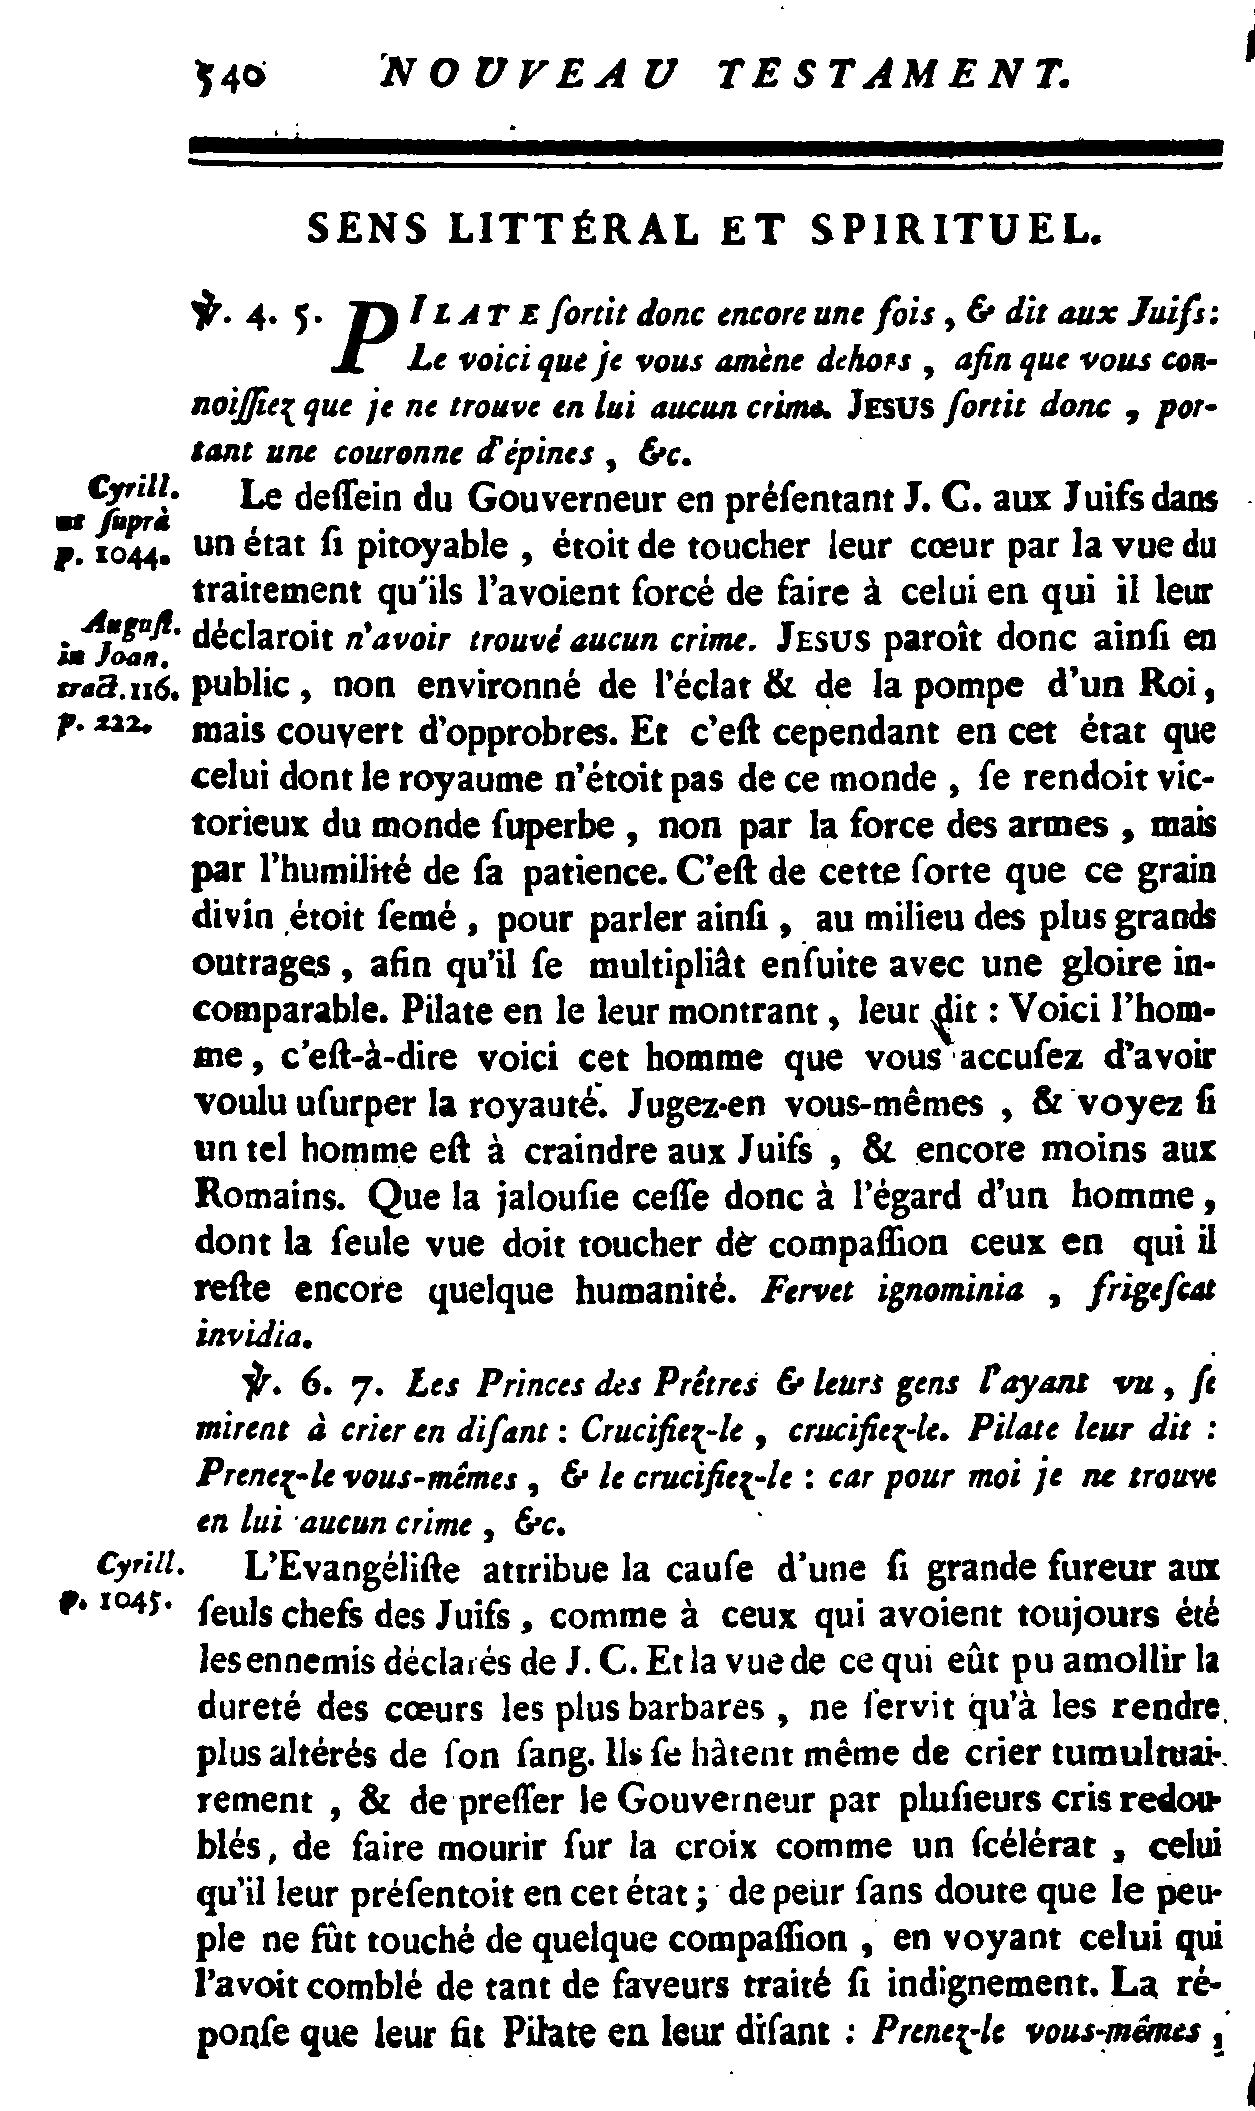 540 NOUVEAU TESTAMENT.
SENS LITTÉRAL ET SPIRITUEL.
℣. 4. 5. PILATE ſortit donc encore une fois, & dit aux Juifs:
Le voici que je vous amène dehors, afin que vous con-
noiſſiez que je ne trouve en lui aucun crime. JESUS ſortit donc, por-
tant une couronne d'épines, &c.
Cyrill.
ut ſuprà
p. 1044.
Le deſſein du Gouverneur en préſentant J. C. aux Juifs dans
un état ſi pitoyable, étoit de toucher leur cœur par la vue du
traitement qu'ils l'avoient forcé de faire à celui en qui il leur
Auguſt.
in Joan.
tract. 116.
p. 222.
déclaroit n'avoir trouvé aucun crime. JESUS paroît donc ainſi en
public, non environné de l'éclat & de la pompe d'un Roi,
mais couvert d'opprobres. Et c'eſt cependant en cet état que
celui dont le royaume n'étoit pas de ce monde, ſe rendoit vic-
torieux du monde ſuperbe, non par la force des armes, mais
par l'humilité de ſa patience. C'eſt de cette ſorte que ce grain
divin étoit ſemé, pour parler ainſi, au milieu des plus grands
outrages, afin qu'il ſe multipliât enſuite avec une gloire in-
comparable. Pilate en le leur montrant, leur dit : Voici l'hom-
me, c'eſt-à-dire voici cet homme que vous accuſez d'avoir
voulu uſurper la royauté. Jugez-en vous-mêmes, & voyez ſi
un tel homme eſt à craindre aux Juifs, & encore moins aux
Romains. Que la jalouſie ceſſe donc à l'égard d'un homme,
dont la ſeule vue doit toucher de compaſſion ceux en qui il
reſte encore quelque humanité. Fervet ignominia, frigeſcat
invidia.
℣. 6. 7. Les Princes des Prêtres & leurs gens l'ayant vu, ſe
mirent à crier en diſant : Crucifiez-le, crucifiez-le. Pilate leur dit :
Prenez-le vous-mêmes, & le crucifiez-le : car pour moi je ne trouve
en lui aucun crime, &c.
Cyrill.
p. 1045.
L'Evangéliſte attribue la cauſe d'une ſi grande fureur aux
ſeuls chefs des Juifs, comme à ceux qui avoient toujours été
les ennemis déclarés de J. C. Et la vue de ce qui eût pu amollir la
dureté des cœurs les plus barbares, ne ſervit qu'à les rendre
plus altérés de ſon ſang. Ils ſe hâtent même de crier tumultuai-
rement, & de preſſer le Gouverneur par pluſieurs cris redou-
blés, de faire mourir ſur la croix comme un ſcélérat, celui
qu'il leur préſentoit en cet état ; de peur ſans doute que le peu-
ple ne fût touché de quelque compaſſion, en voyant celui qui
l'avoit comblé de tant de faveurs traité ſi indignement. La ré-
ponſe que leur fit Pilate en leur diſant : Prenez-le vous-mêmes,